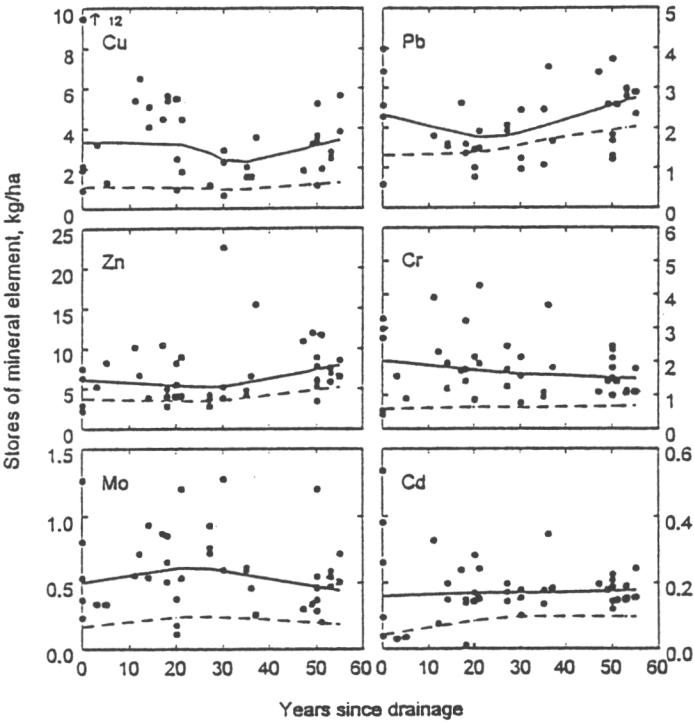 10 ↑ 12 Cu Pb 5
8 4
6 3
4 2
2 1
0 0
25 Zn Cr 6
20 5
15 4
10 3
5 2
1
0 0
1.5 Mo Cd 0.6
1.0 0.4
0.5 0.2
0.0 0.0
0 10 20 30 40 50 60 0 10 20 30 40 50 60
Stores of mineral element, kg/ha
Years since drainage